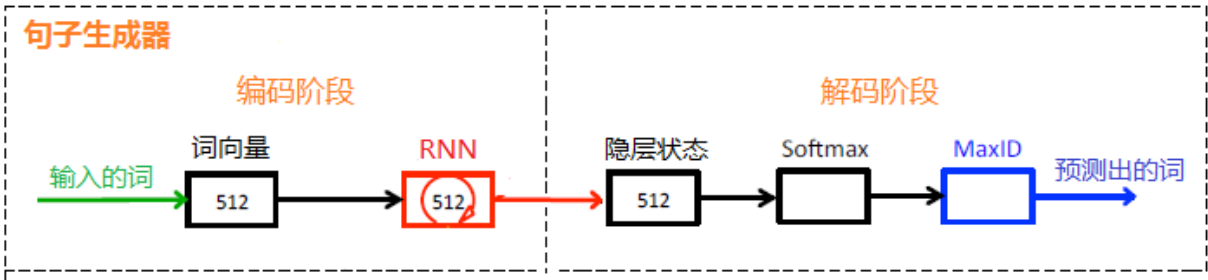 句子生成器
编码阶段
解码阶段
输入的词
词向量
512
RNN
512
隐层状态
512
Softmax
MaxID
预测出的词